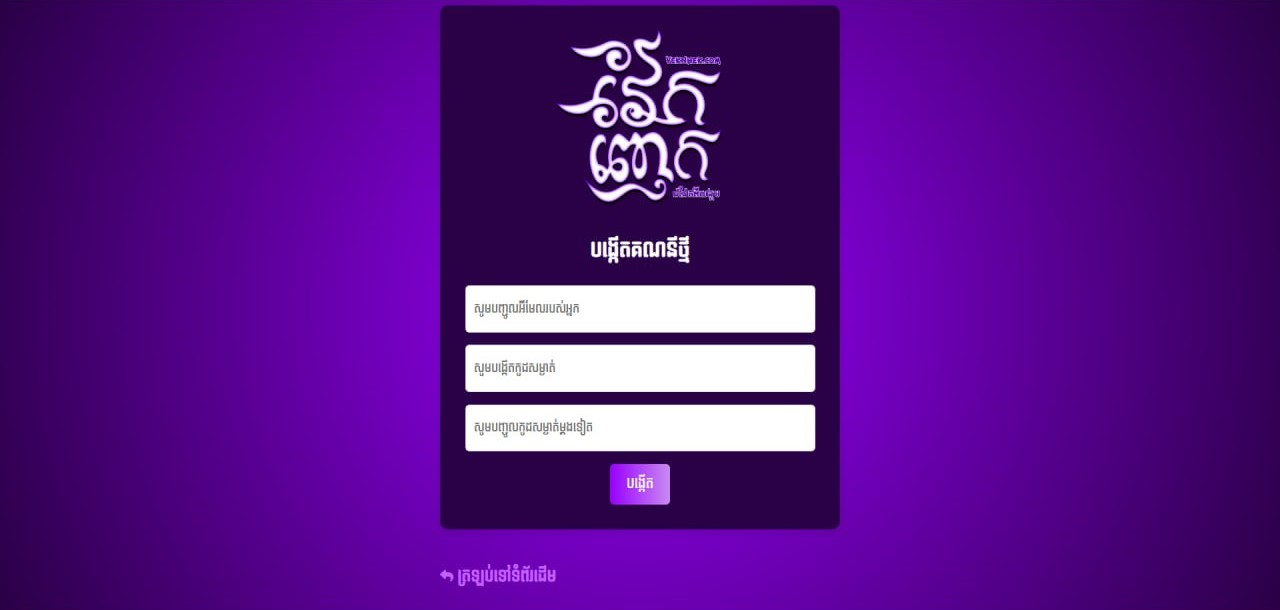 VEKNHEK.COM
វ៉ែក
ញែក
បង្កើតគណនីថ្មី
សូមបញ្ចូលអ៊ីមែលរបស់អ្នក
សូមបង្កើតកូដសម្ងាត់
សូមបញ្ចូលកូដសម្ងាត់ម្ដងទៀត
បង្កើត
ត្រឡប់ទៅទំព័រដើម